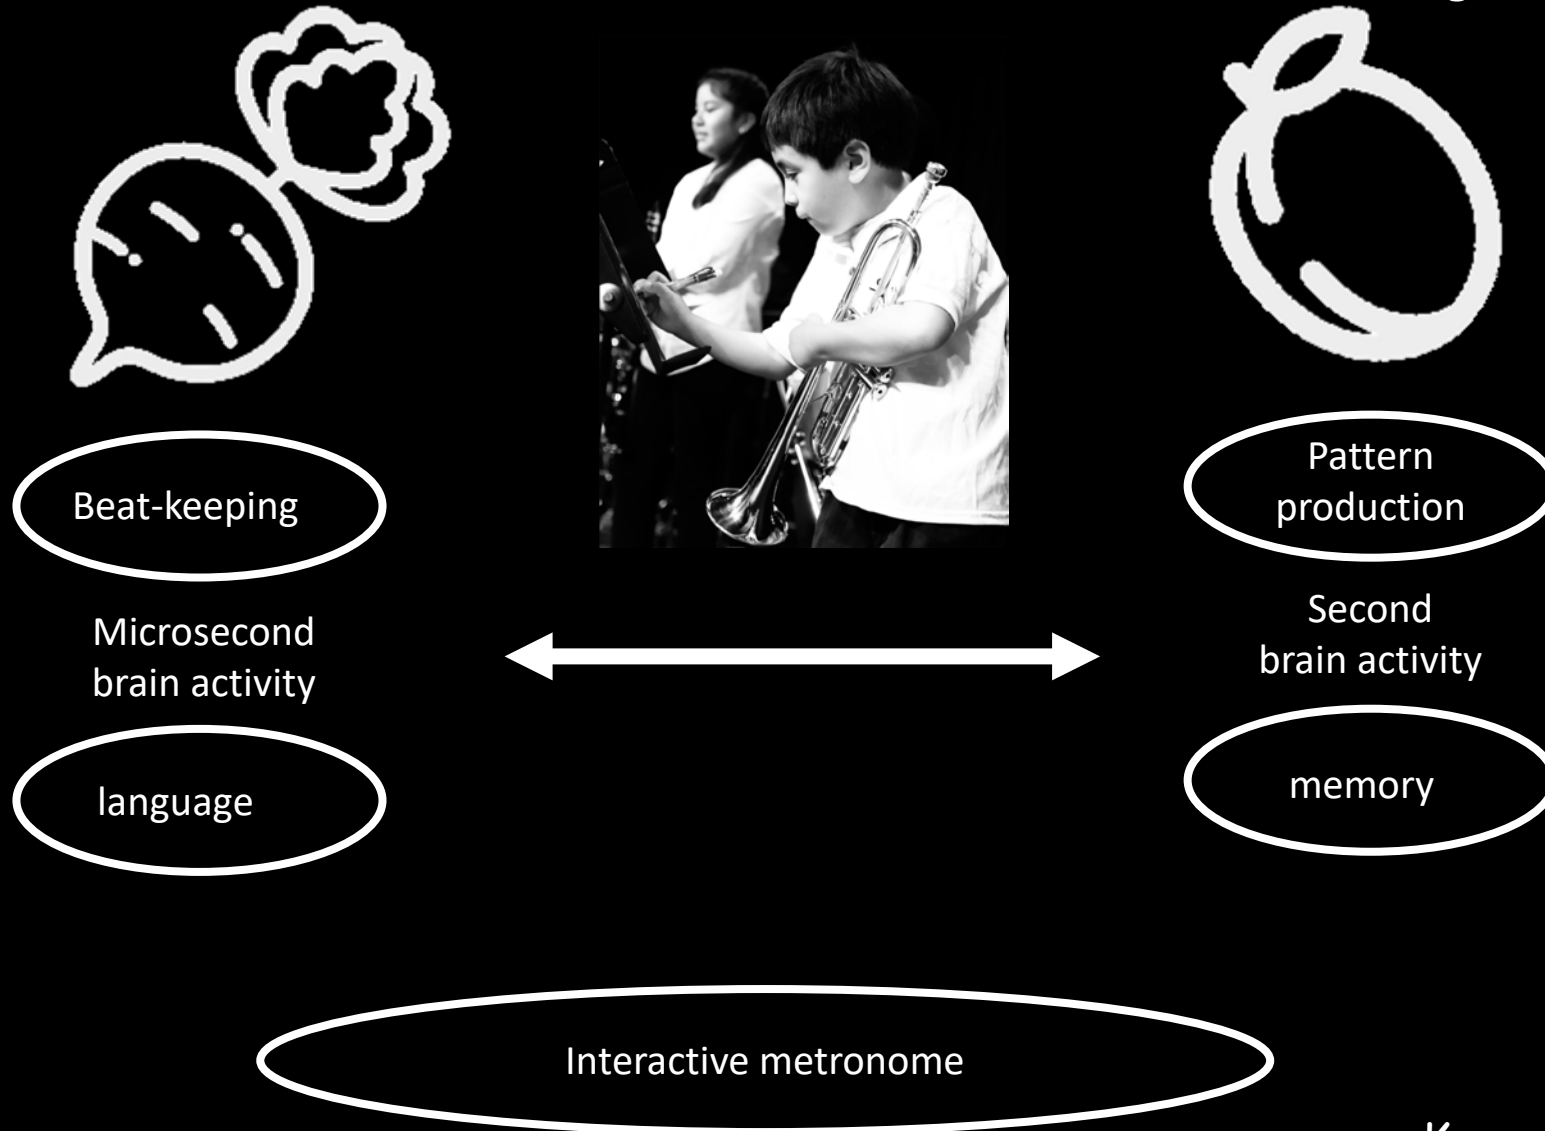 Beat-keeping
Microsecond
brain activity
language
Pattern
production
Second
brain activity
memory
Interactive metronome